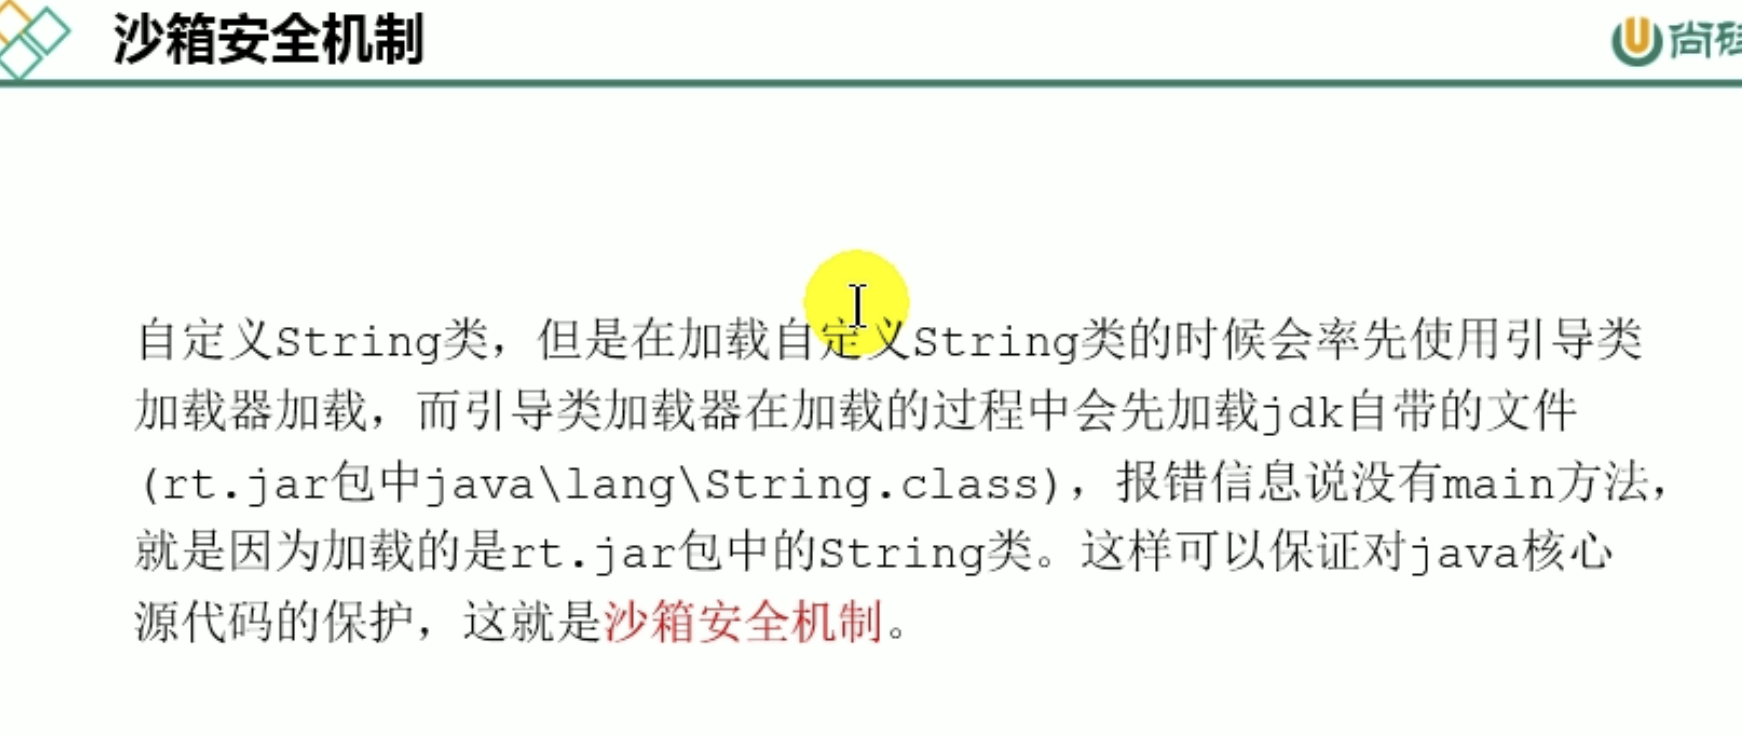 沙箱安全机制
尚硅
自定义String类，但是在加载自定义String类的时候会率先使用引导类
加载器加载，而引导类加载器在加载的过程中会先加载jdk自带的文件
(rt.jar包中java\lang\String.class)，报错信息说没有main方法，
就是因为加载的是rt.jar包中的String类。这样可以保证对java核心
源代码的保护，这就是沙箱安全机制。